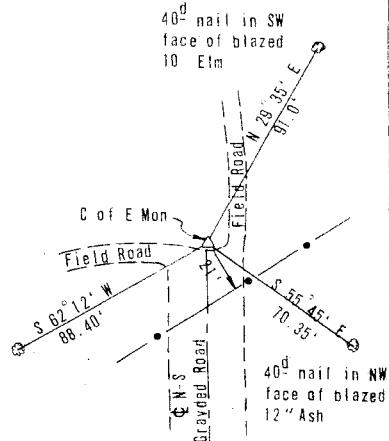 40ᵈ nail in SW
face of blazed
10 Elm
N 29°35' E
91.0'
C of E Mon
Field Road
Field Road
21'
S 62°12' W
88.40'
S 55°45' E
70.35'
℄ N-S
Grayded Road
40ᵈ nail in NW
face of blazed
12" Ash